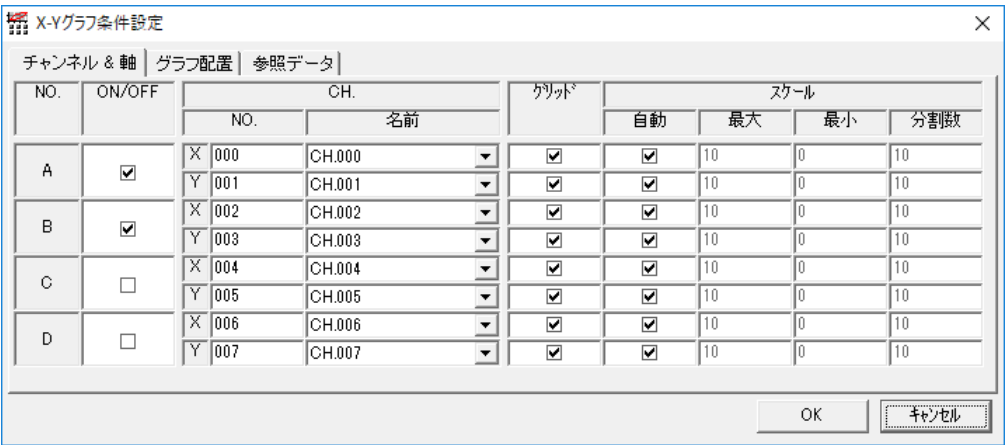 X-Yグラフ条件設定
チャンネル & 軸 グラフ配置 参照データ
NO. ON/OFF CH. グリッド スケール
NO. 名前 自動 最大 最小 分割数
A X 000 CH.000 10 0 10
Y 001 CH.001 10 0 10
B X 002 CH.002 10 0 10
Y 003 CH.003 10 0 10
C X 004 CH.004 10 0 10
Y 005 CH.005 10 0 10
D X 006 CH.006 10 0 10
Y 007 CH.007 10 0 10
OK キャンセル